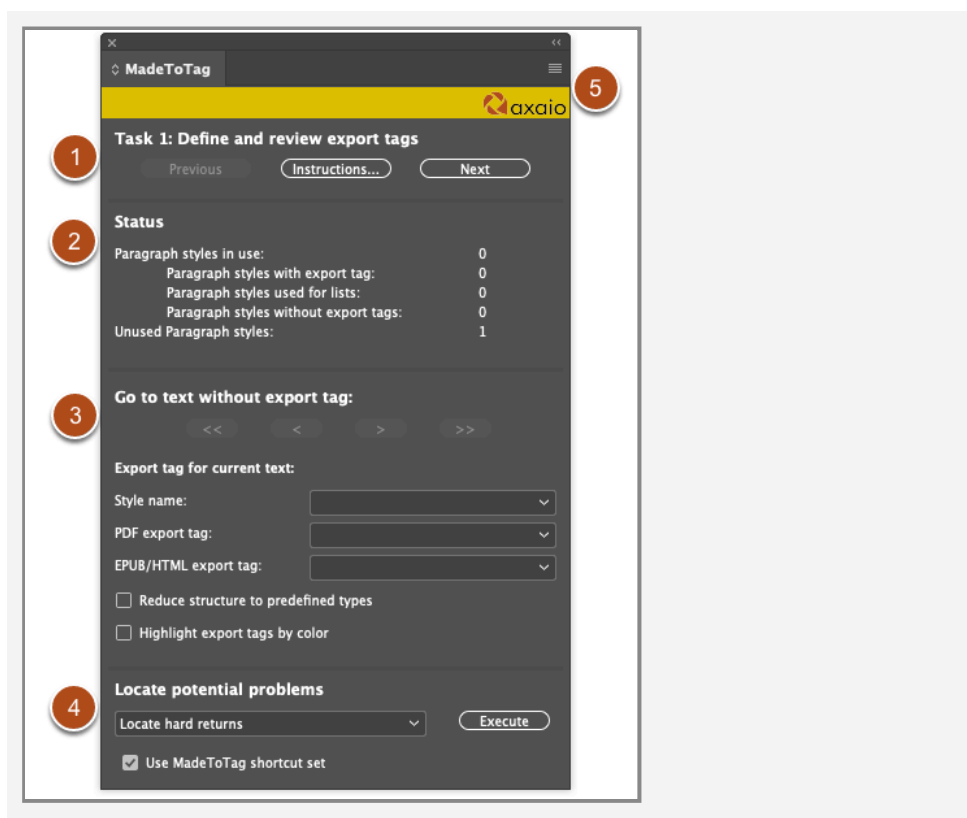 MadeToTag
5
axaio
1
Task 1: Define and review export tags
Previous Instructions... Next
2
Status
Paragraph styles in use: 0
Paragraph styles with export tag: 0
Paragraph styles used for lists: 0
Paragraph styles without export tags: 0
Unused Paragraph styles: 1
3
Go to text without export tag:
<< < > >>
Export tag for current text:
Style name:
PDF export tag:
EPUB/HTML export tag:
Reduce structure to predefined types
Highlight export tags by color
4
Locate potential problems
Locate hard returns Execute
Use MadeToTag shortcut set